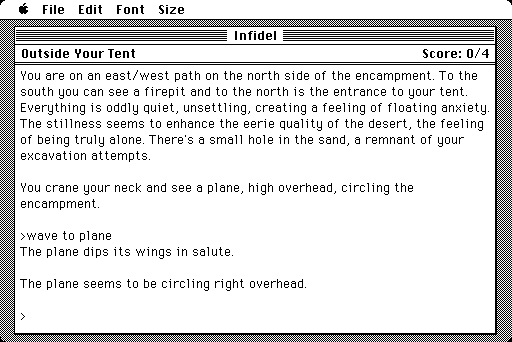 File Edit Font Size
Infidel
Outside Your Tent Score: 0/4
You are on an east/west path on the north side of the encampment. To the
south you can see a firepit and to the north is the entrance to your tent.
Everything is oddly quiet, unsettling, creating a feeling of floating anxiety.
The stillness seems to enhance the eerie quality of the desert, the feeling
of being truly alone. There's a small hole in the sand, a remnant of your
excavation attempts.
You crane your neck and see a plane, high overhead, circling the
encampment.
>wave to plane
The plane dips its wings in salute.
The plane seems to be circling right overhead.
>